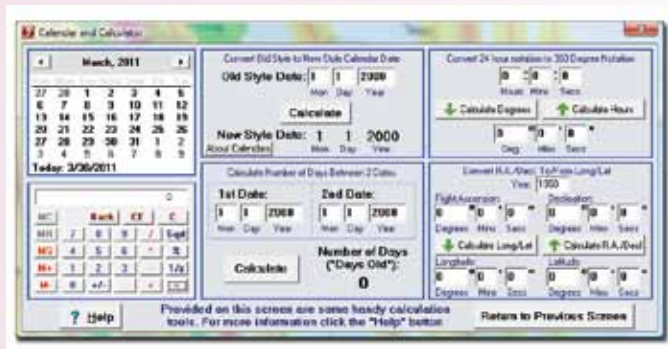 Calendar and Calculator
March, 2011
27 28 1 2 3 4 5
6 7 8 9 10 11 12
13 14 15 16 17 18 19
20 21 22 23 24 25 26
27 28 29 30 31 1 2
3 4 5 6 7 8 9
Today: 3/30/2011
0
MC Back CE C
MR 7 8 9 / Sqrt
MS 4 5 6 * %
M+ 1 2 3 - 1/x
M- 0 +/- . + =
? Help
Convert Old Style to New Style Calendar Date
Old Style Date: 1 1 2000
Mon Day Year
Calculate
New Style Date: 1 1 2000
About Calendars Mon Day Year
Calculate Number of Days Between 2 Dates
1st Date: 2nd Date:
1 1 2000 1 1 2000
Mon Day Year Mon Day Year
Calculate
Number of Days
("Days Old"):
0
Convert 24 hour notation to 360 Degree Notation
0 : 0 : 0
Hours Mins Secs
Calculate Degrees Calculate Hours
0 ° 0 ' 0 "
Deg Mins Secs
Convert R.A./Decl. To/From Long/Lat
Year:
Right Ascension: Declination:
0 ° 0 ' 0 " 0 ° 0 ' 0 "
Degrees Mins Secs Degrees Mins Secs
Calculate Long/Lat Calculate R.A./Decl
Longitude: Latitude:
0 ° 0 ' 0 " 0 ° 0 ' 0 "
Degrees Mins Secs Degrees Mins Secs
Provided on this screen are some handy calculation
tools. For more information click the "Help" button
Return to Previous Screen